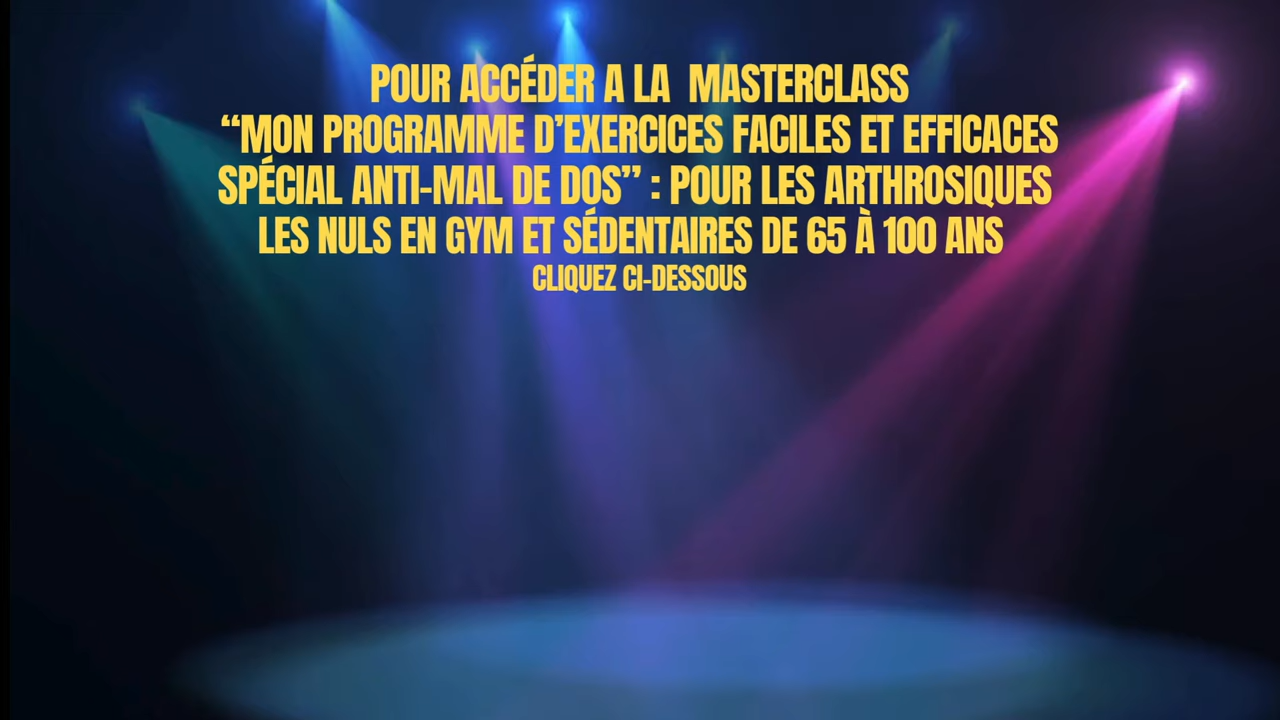 POUR ACCÉDER A LA MASTERCLASS
“MON PROGRAMME D’EXERCICES FACILES ET EFFICACES
SPÉCIAL ANTI-MAL DE DOS” : POUR LES ARTHROSIQUES
LES NULS EN GYM ET SÉDENTAIRES DE 65 À 100 ANS
CLIQUEZ CI-DESSOUS